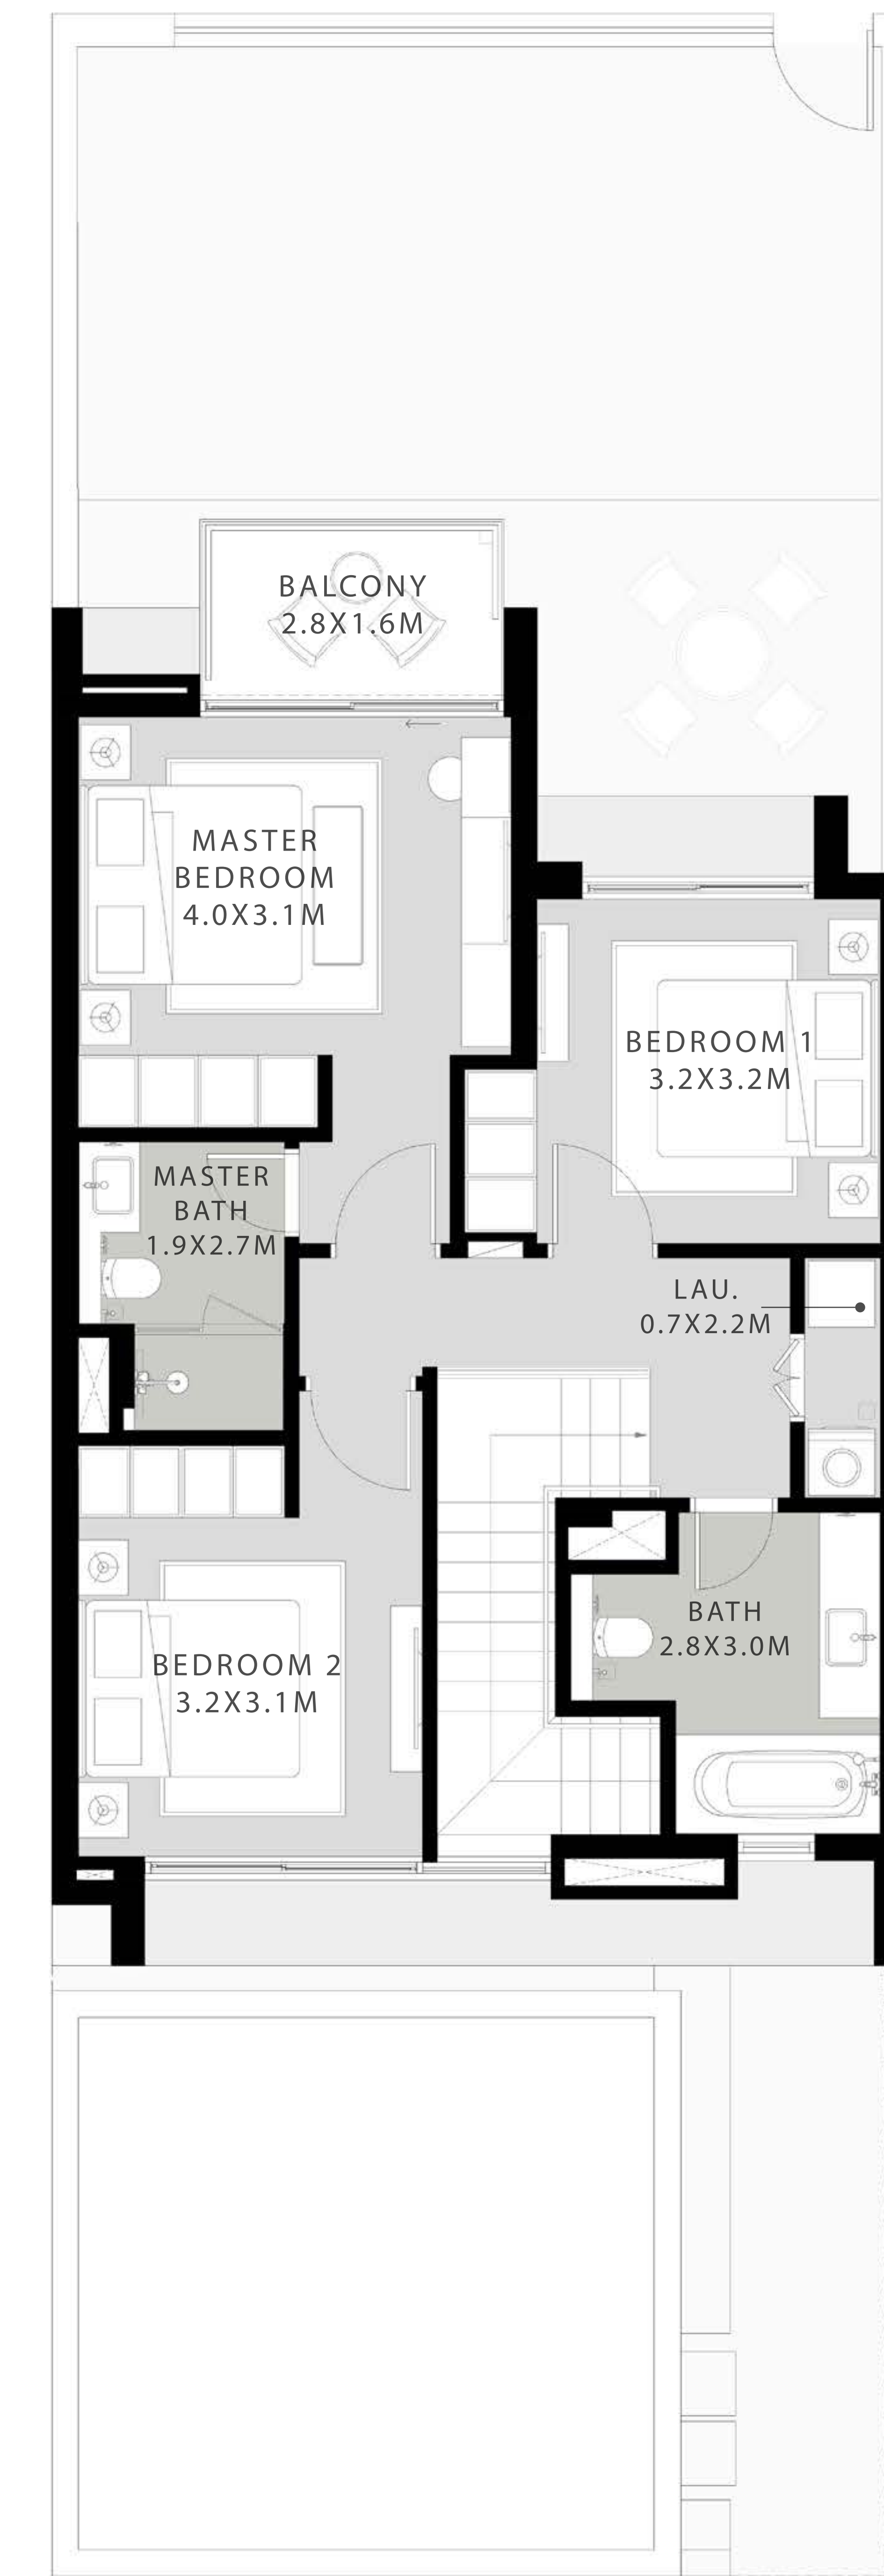 BALCONY
2.8X1.6M
MASTER
BEDROOM
4.0X3.1M
BEDROOM 1
3.2X3.2M
MASTER
BATH
1.9X2.7M
LAU.
0.7X2.2M
BATH
2.8X3.0M
BEDROOM 2
3.2X3.1M